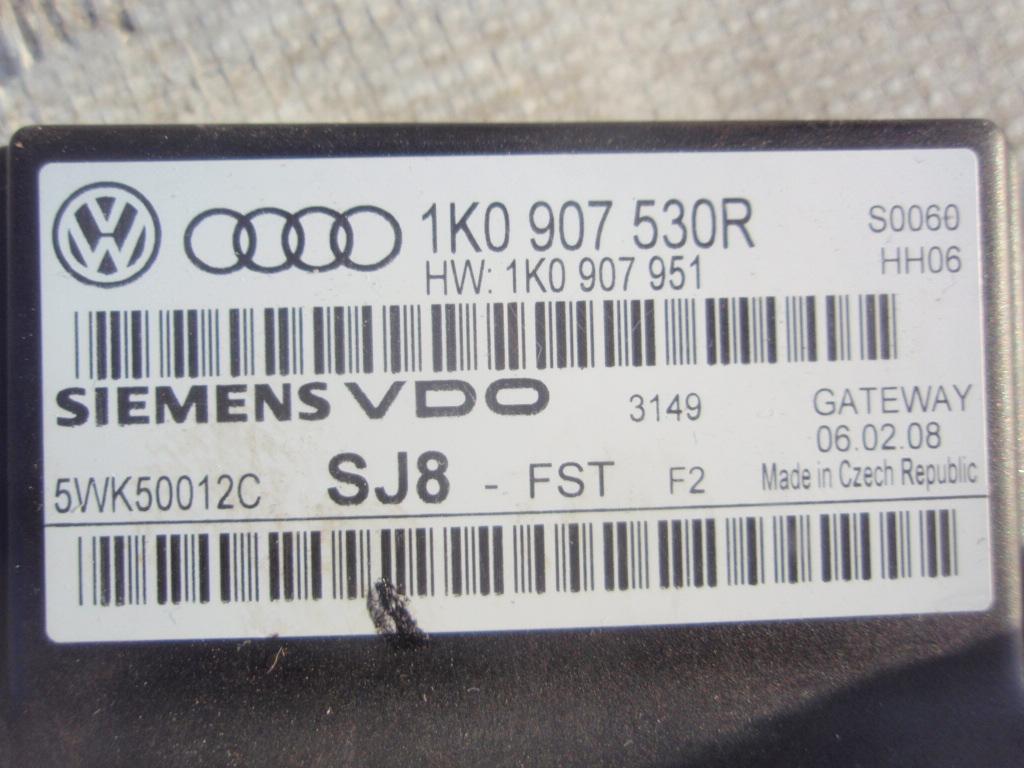 VW 1K0 907 530R S0060
HW: 1K0 907 951 HH06
SIEMENS VDO 3149 GATEWAY
06.02.08
5WK50012C SJ8 - FST F2 Made in Czech Republic